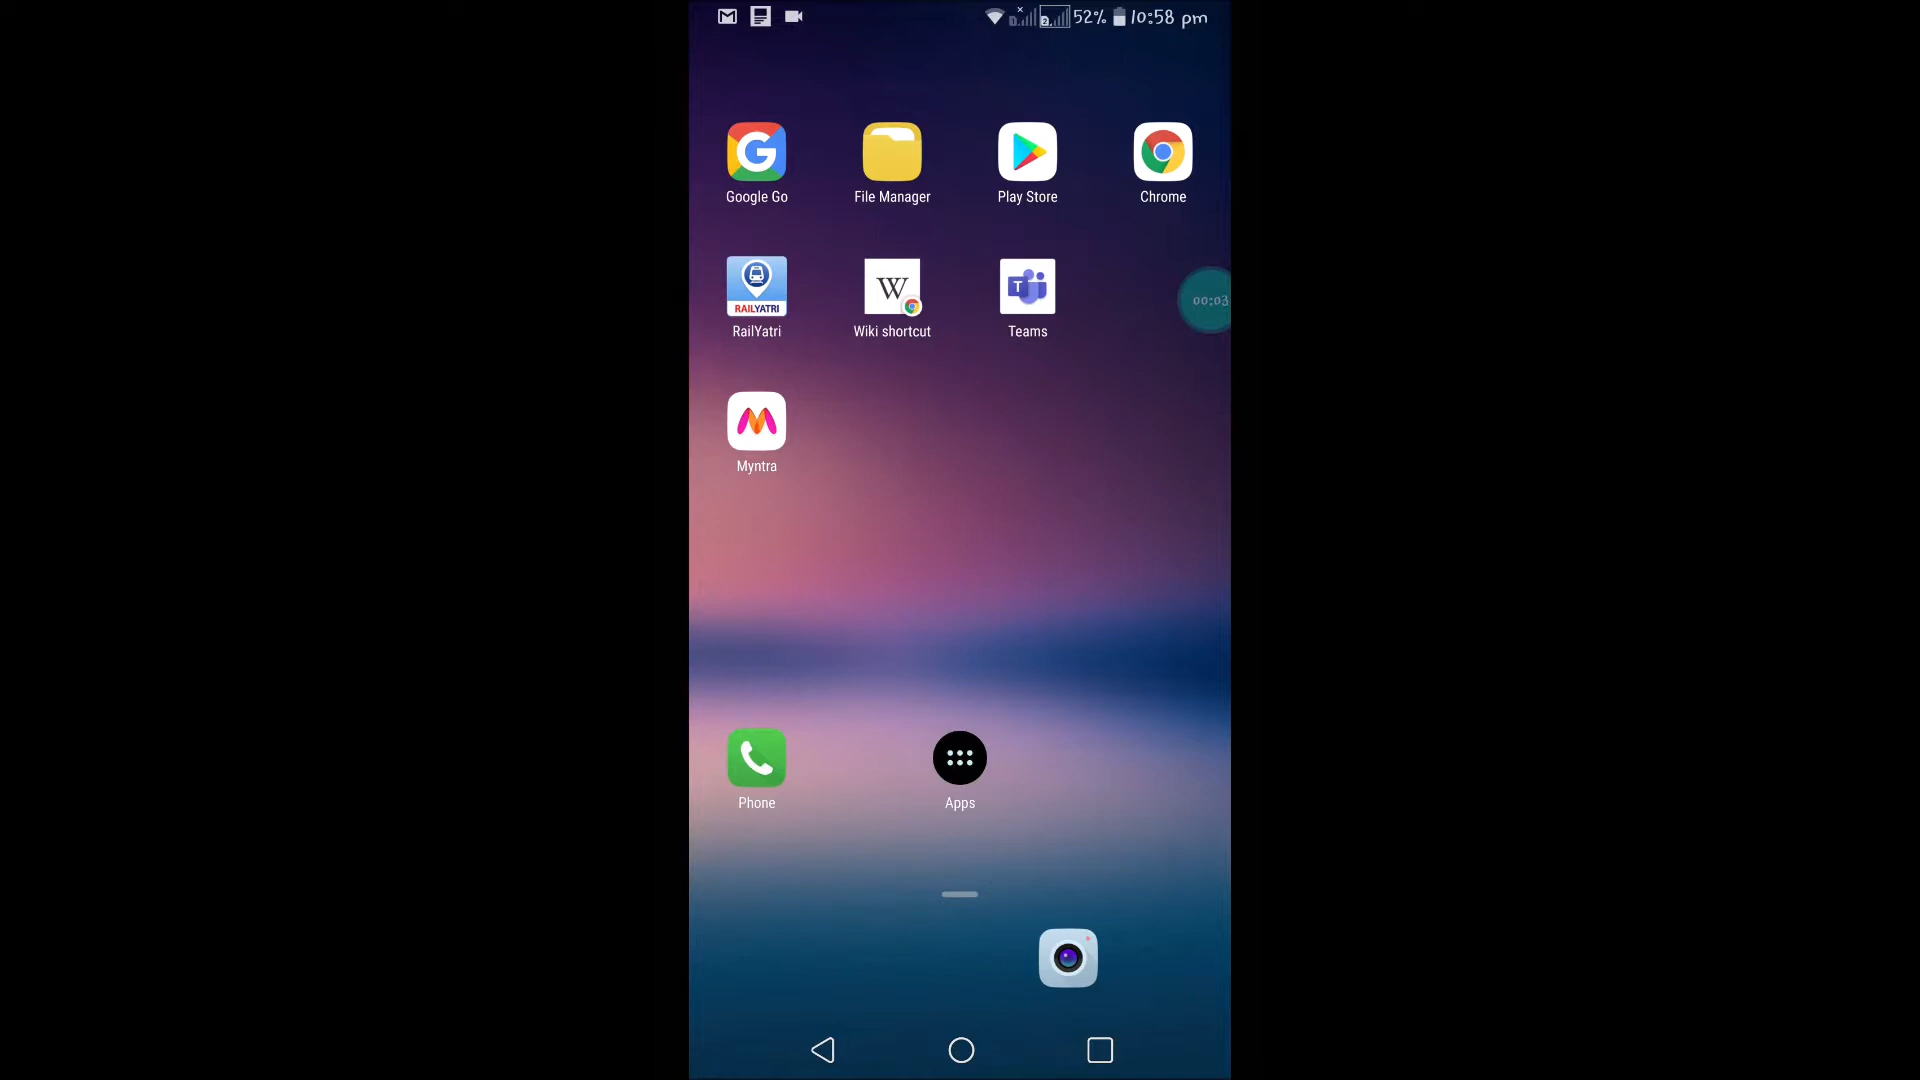 52% 10:58 pm
Google Go
File Manager
Play Store
Chrome
RAILYATRI
W
T
00:03
RailYatri
Wiki shortcut
Teams
Myntra
Phone
Apps